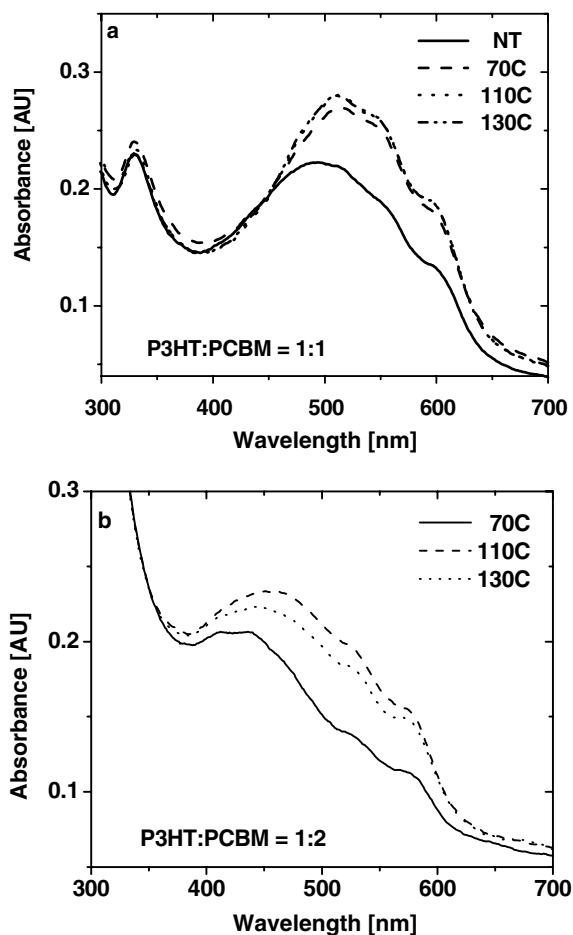 a
NT
70C
110C
130C
0.3
0.2
0.1
Absorbance [AU]
P3HT:PCBM = 1:1
300 400 500 600 700
Wavelength [nm]
b
70C
110C
130C
0.3
0.2
0.1
Absorbance [AU]
P3HT:PCBM = 1:2
300 400 500 600 700
Wavelength [nm]